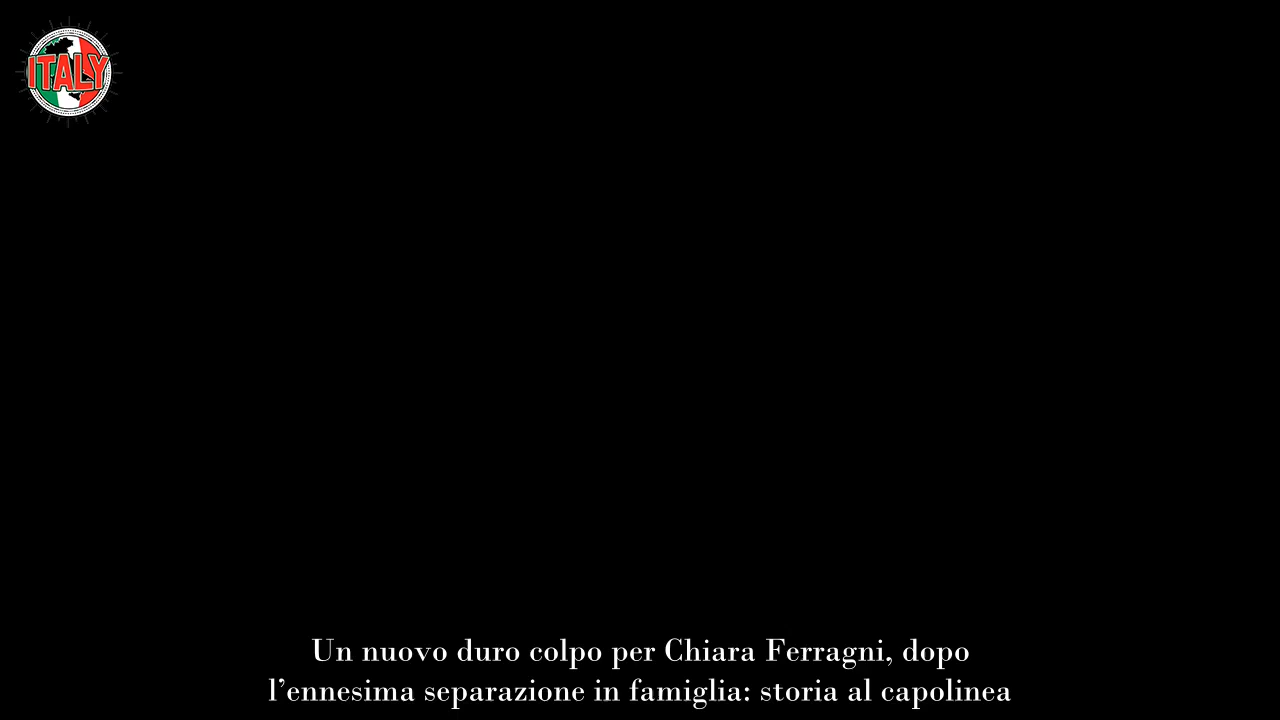 ITALY
Un nuovo duro colpo per Chiara Ferragni, dopo
l’ennesima separazione in famiglia: storia al capolinea